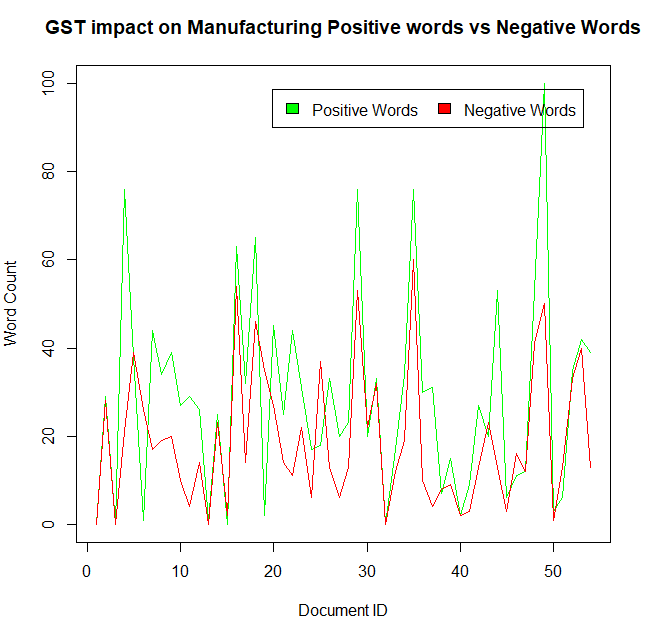 GST impact on Manufacturing Positive words vs Negative Words
Positive Words Negative Words
Word Count
100
80
60
40
20
0
0 10 20 30 40 50
Document ID